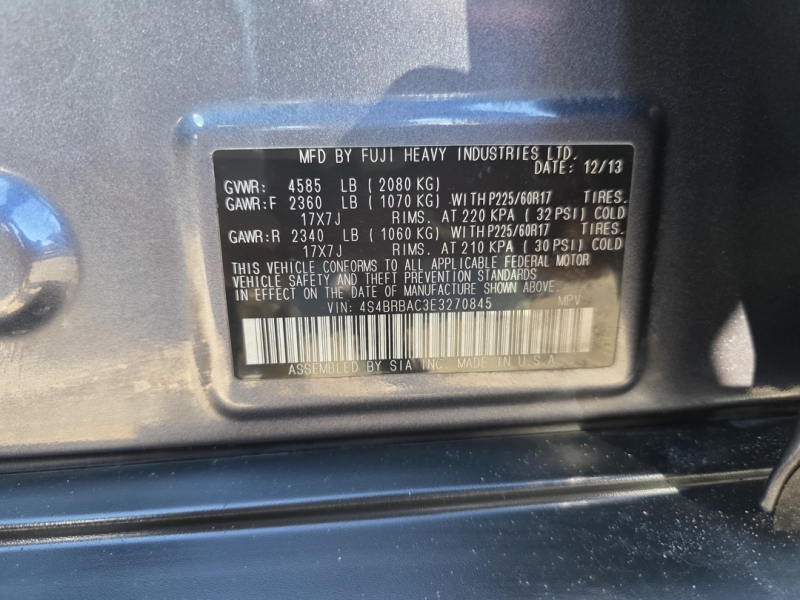 MFD BY FUJI HEAVY INDUSTRIES LTD.
DATE: 12/13
GVWR: 4585 LB (2080 KG)
GAWR:F 2360 LB (1070 KG) WITH P225/60R17 TIRES.
17X7J RIMS. AT 220 KPA (32 PSI) COLD
GAWR:R 2340 LB (1060 KG) WITH P225/60R17 TIRES.
17X7J RIMS. AT 210 KPA (30 PSI) COLD
THIS VEHICLE CONFORMS TO ALL APPLICABLE FEDERAL MOTOR
VEHICLE SAFETY AND THEFT PREVENTION STANDARDS
IN EFFECT ON THE DATE OF MANUFACTURE SHOWN ABOVE.
VIN: 4S4BRBAC3E3270845 MPV
ASSEMBLED BY SIA INC. MADE IN U.S.A.